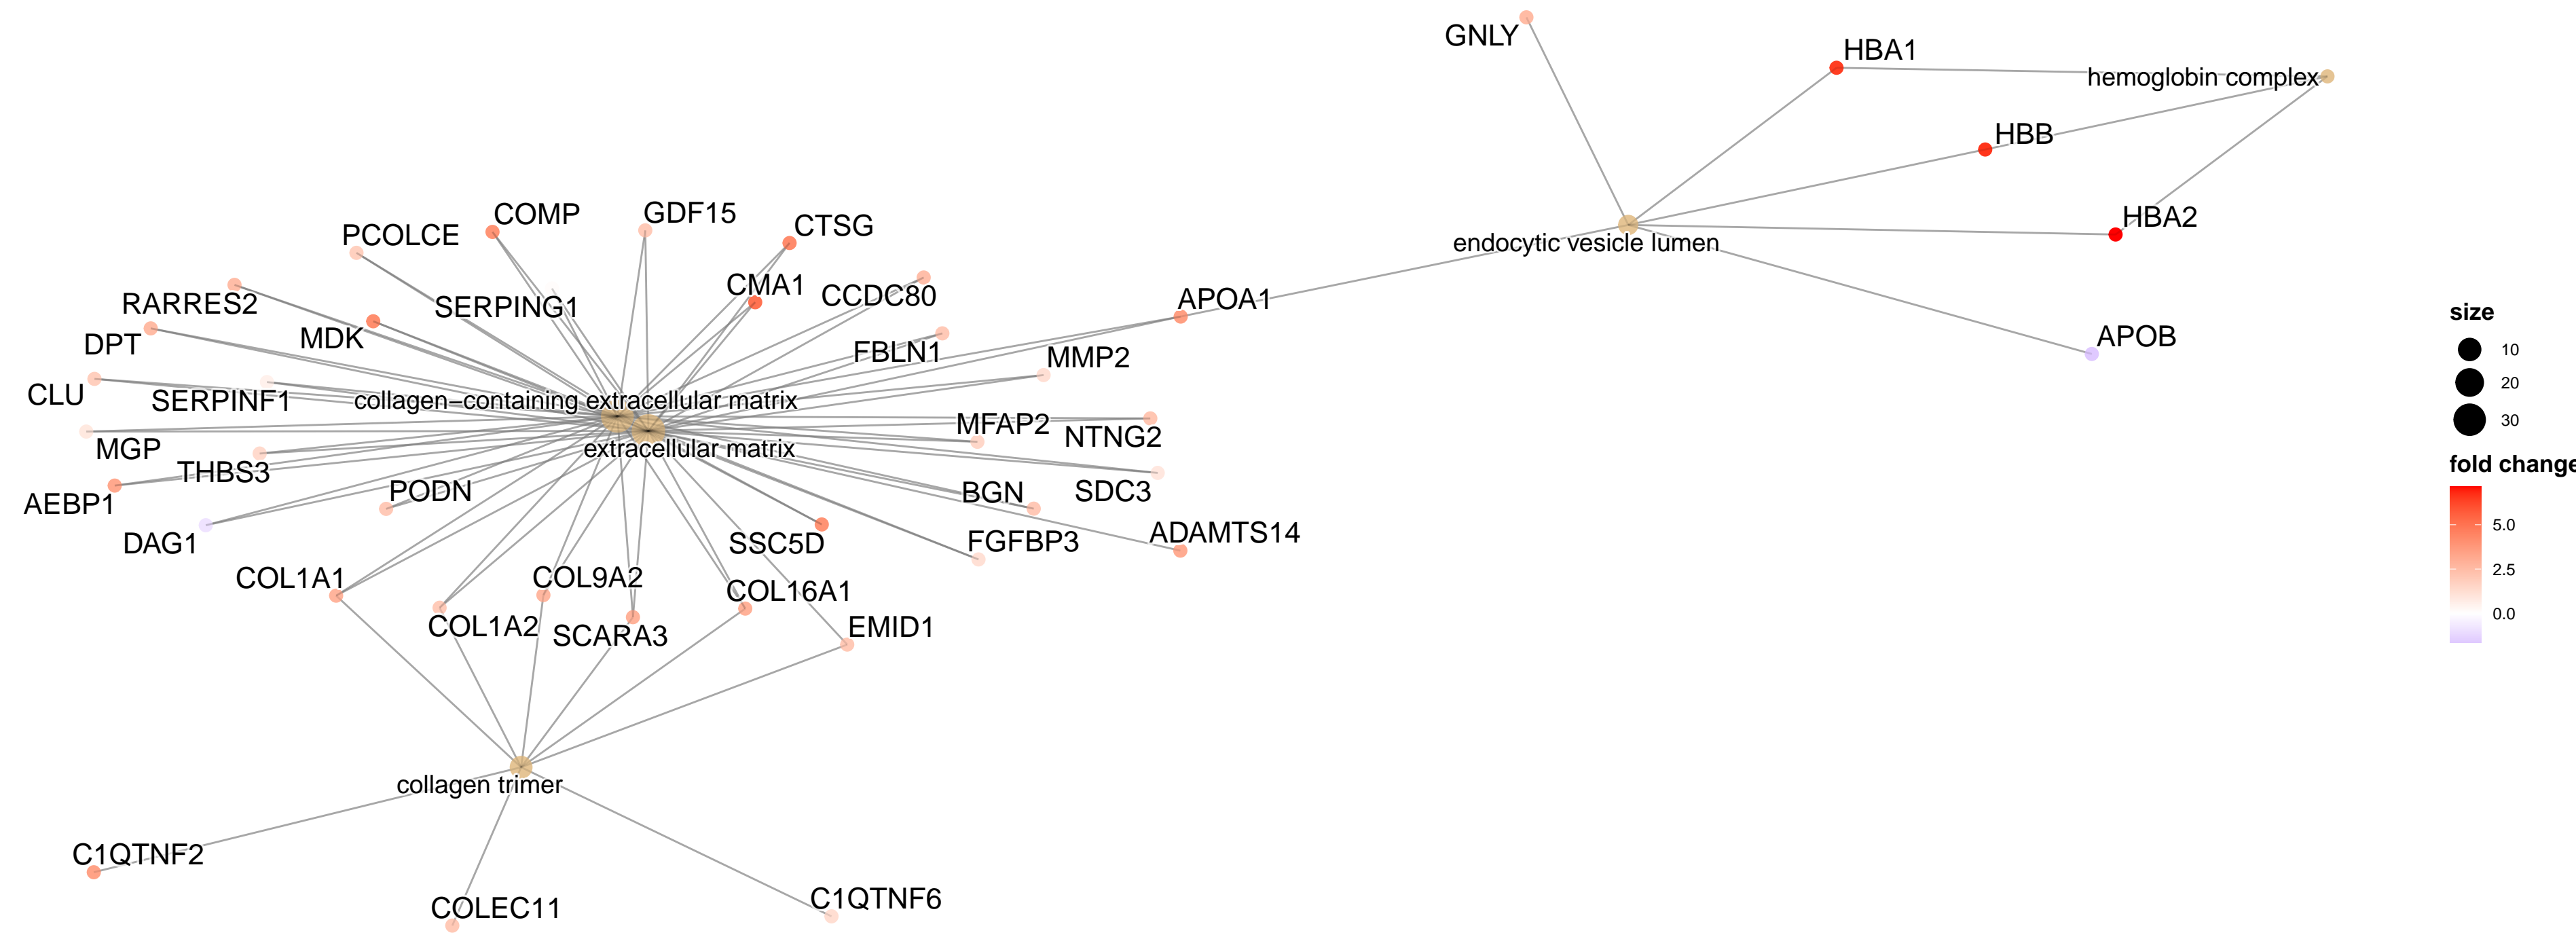 GNLY
HBA1
hemoglobin complex
HBB
HBA2
endocytic vesicle lumen
APOA1
APOB
COMP
GDF15
CTSG
PCOLCE
CMA1
CCDC80
RARRES2
SERPING1
MDK
DPT
FBLN1
MMP2
CLU
SERPINF1
collagen–containing extracellular matrix
MFAP2
NTNG2
MGP
extracellular matrix
THBS3
PODN
BGN
SDC3
AEBP1
DAG1
SSC5D
FGFBP3
ADAMTS14
COL1A1
COL9A2
COL16A1
COL1A2
SCARA3
EMID1
collagen trimer
C1QTNF2
COLEC11
C1QTNF6
size
10
20
30
fold change
5.0
2.5
0.0